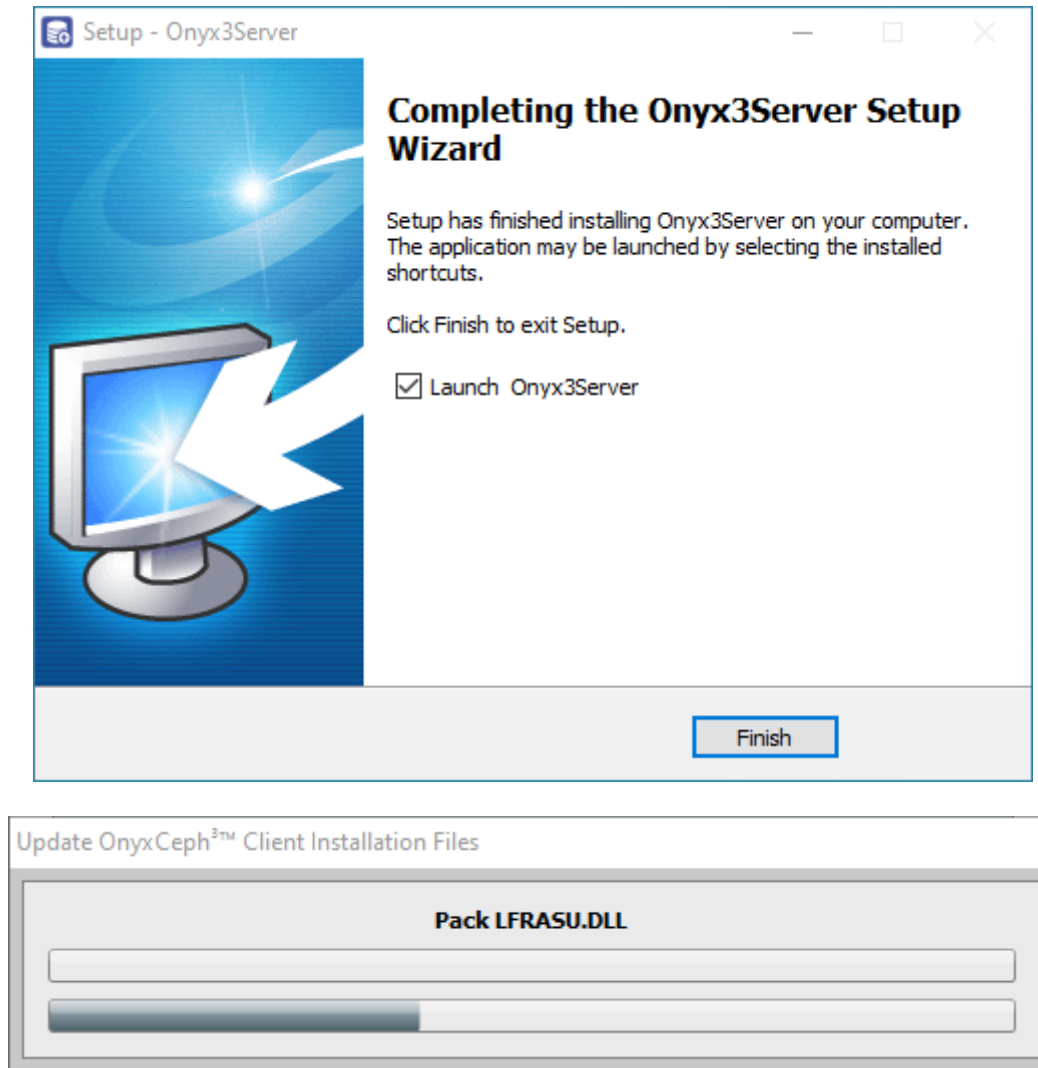 Setup - Onyx3Server
Completing the Onyx3Server Setup
Wizard
Setup has finished installing Onyx3Server on your computer.
The application may be launched by selecting the installed
shortcuts.
Click Finish to exit Setup.
Launch Onyx3Server
Finish
Update OnyxCeph³™ Client Installation Files
Pack LFRASU.DLL